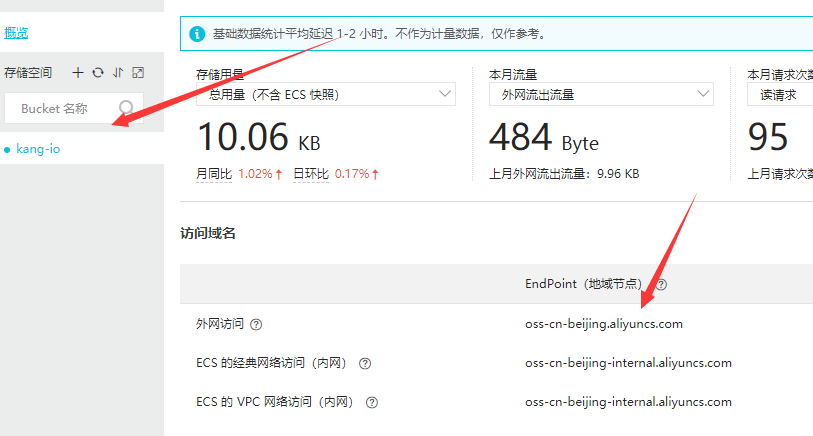 概览
存储空间
Bucket 名称
kang-io
基础数据统计平均延迟 1-2 小时。不作为计量数据，仅作参考。
存储用量
总用量（不含 ECS 快照）
10.06 KB
月同比 1.02% 日环比 0.17%
本月流量
外网流出流量
484 Byte
上月外网流出流量：9.96 KB
本月请求次数
读请求
95
上月请求次数
访问域名
EndPoint（地域节点）
外网访问 oss-cn-beijing.aliyuncs.com
ECS 的经典网络访问（内网） oss-cn-beijing-internal.aliyuncs.com
ECS 的 VPC 网络访问（内网） oss-cn-beijing-internal.aliyuncs.com